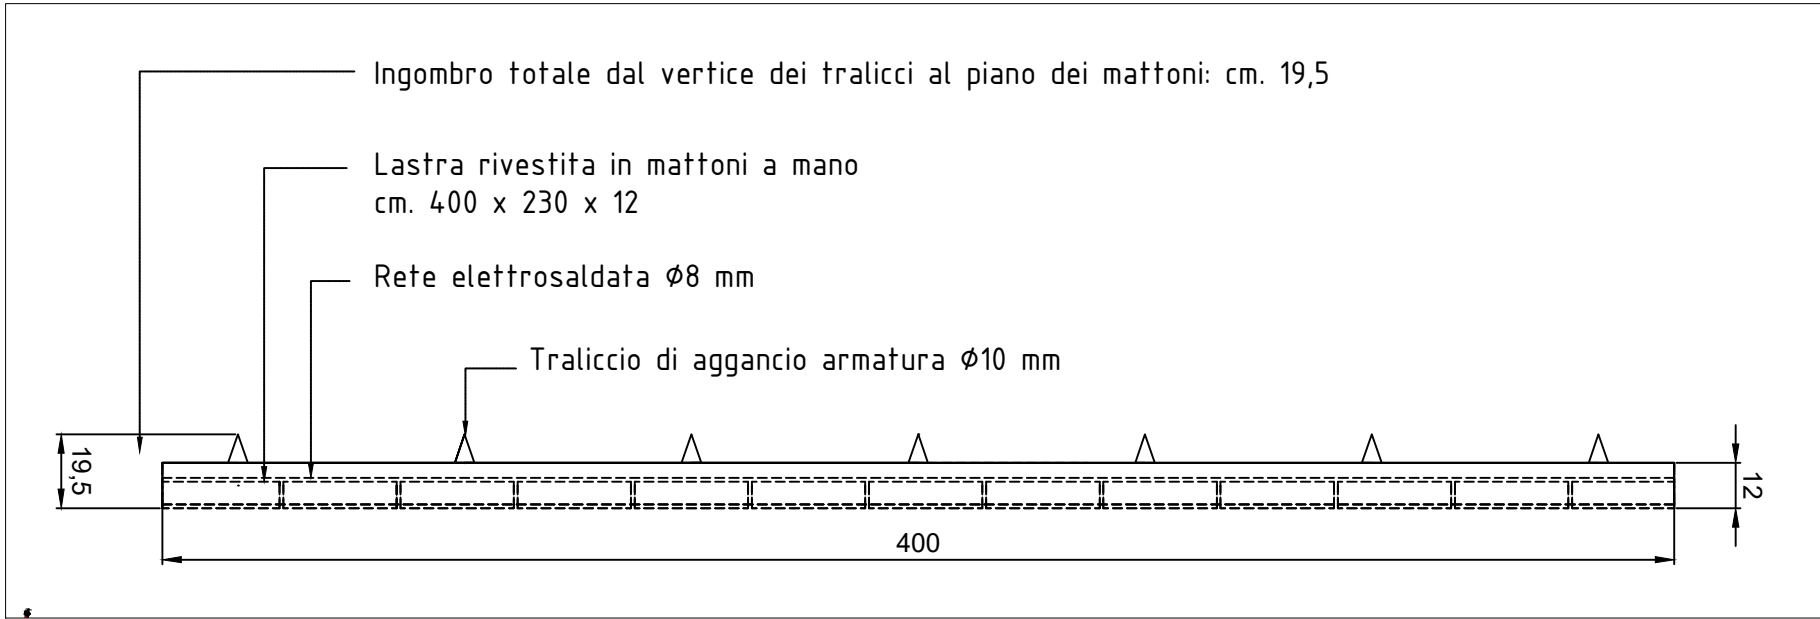 Ingombro totale dal vertice dei tralicci al piano dei mattoni: cm. 19,5
Lastra rivestita in mattoni a mano
cm. 400 x 230 x 12
Rete elettrosaldata Ø8 mm
Traliccio di aggancio armatura Ø10 mm
19,5
12
400